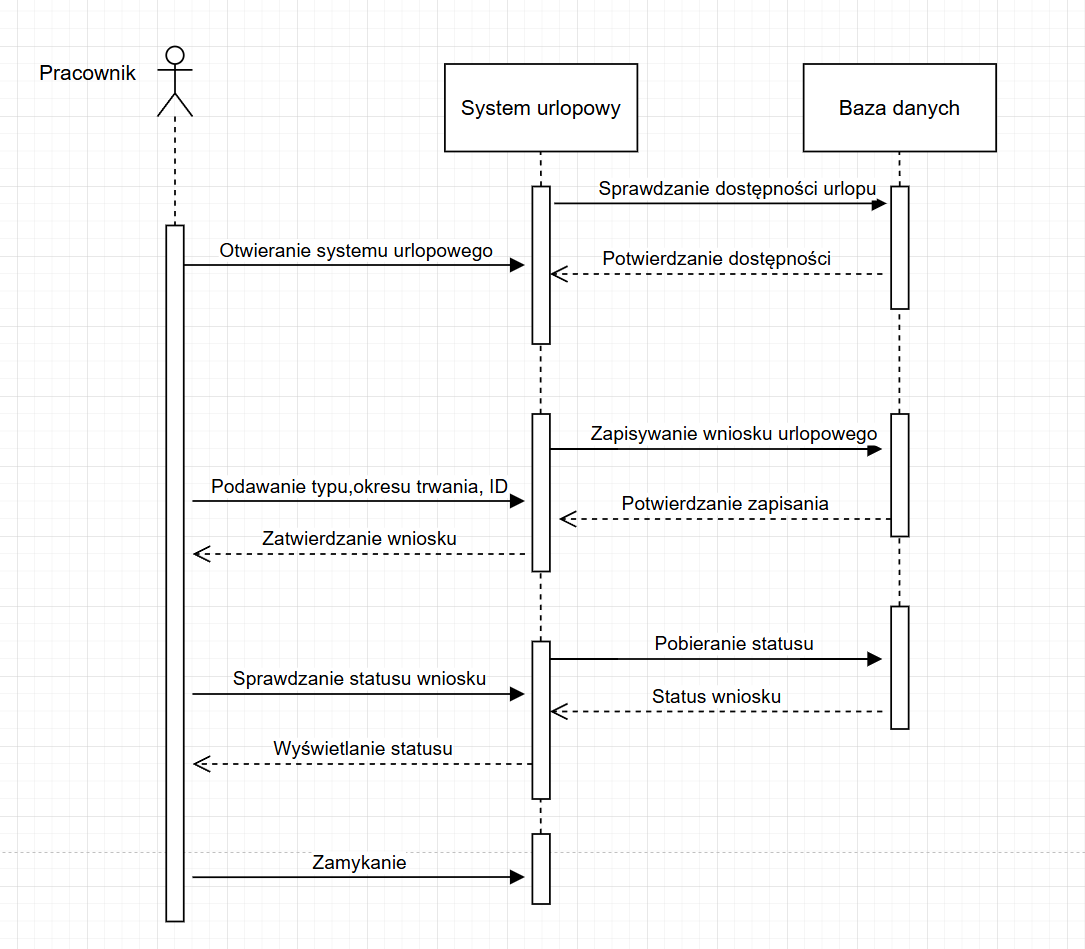 Pracownik
System urlopowy
Baza danych
Sprawdzanie dostępności urlopu
Otwieranie systemu urlopowego
Potwierdzanie dostępności
Zapisywanie wniosku urlopowego
Podawanie typu,okresu trwania, ID
Potwierdzanie zapisania
Zatwierdzanie wniosku
Pobieranie statusu
Sprawdzanie statusu wniosku
Status wniosku
Wyświetlanie statusu
Zamykanie